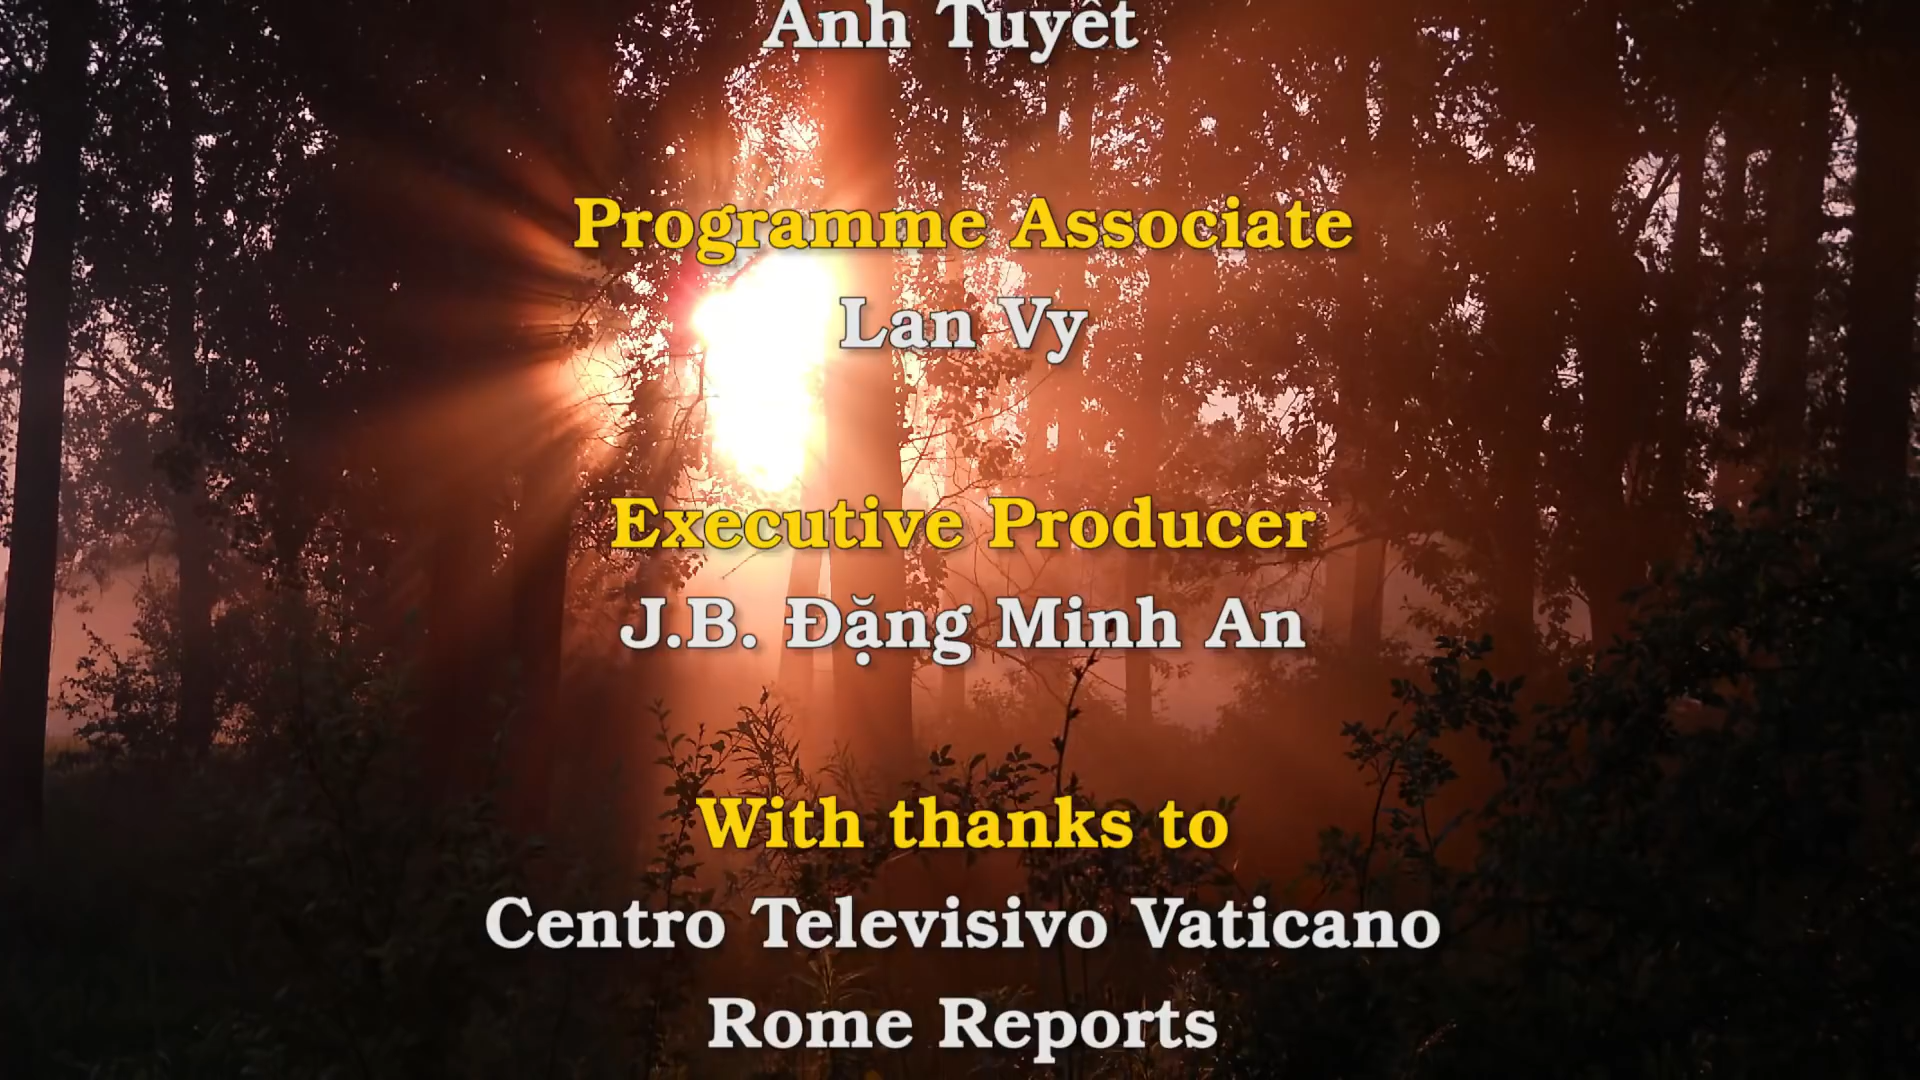 Anh Tuyết
Programme Associate
Lan Vy
Executive Producer
J.B. Đặng Minh An
With thanks to
Centro Televisivo Vaticano
Rome Reports